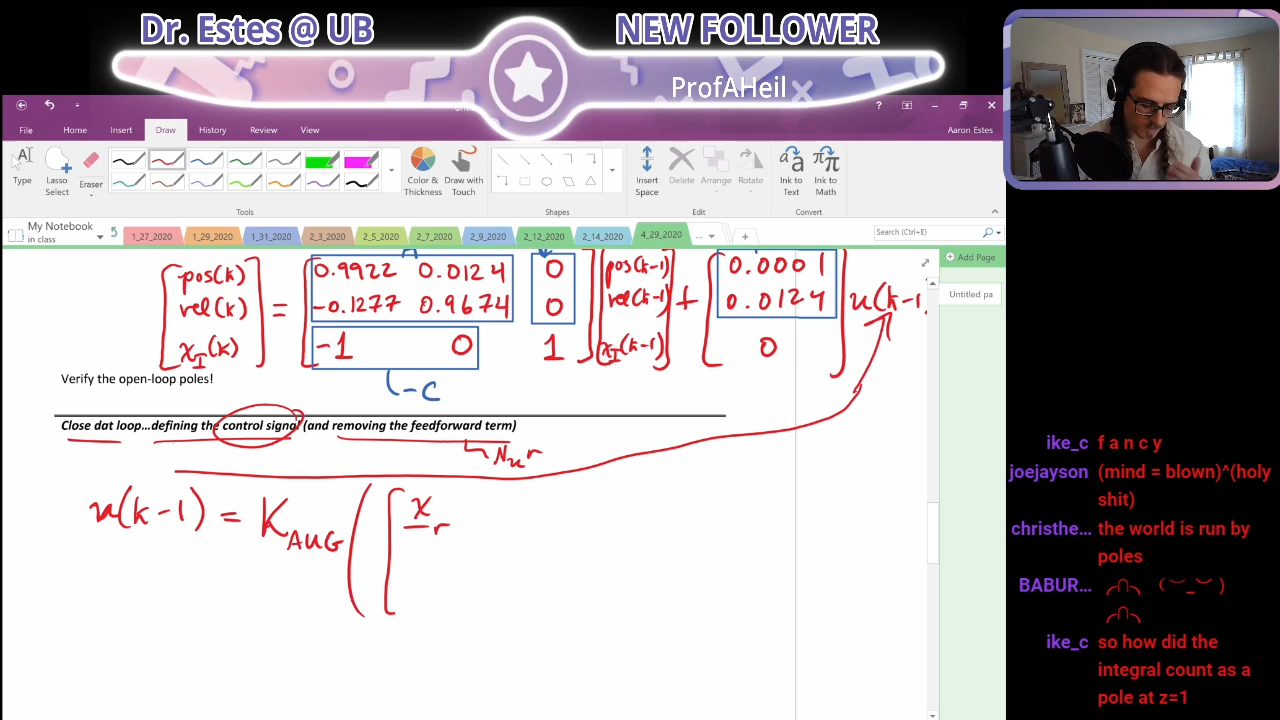 Dr. Estes @ UB
NEW FOLLOWER
ProfAHeil
Aaron Estes
File Home Insert Draw History Review View
Type
Lasso Select
Eraser
Color & Thickness
Draw with Touch
Insert Space
Delete
Arrange
Rotate
Ink to Text
Ink to Math
Tools
Shapes
Edit
Convert
My Notebook
in class
1_27_2020 1_29_2020 1_31_2020 2_3_2020 2_5_2020 2_7_2020 2_9_2020 2_12_2020 2_14_2020 4_29_2020 ...
Search (Ctrl+E)
Add Page
Untitled pa
pos(k) 0.9922 0.0124 0 pos(k-1) 0.0001
vel(k) = -0.1277 0.9674 0 vel(k-1) + 0.0124 u(k-1)
x_I(k) -1 0 1 x_I(k-1) 0
-C
Verify the open-loop poles!
Close dat loop…defining the control signal (and removing the feedforward term)
N_u r
u(k-1) = K_AUG ( [ x_r
ike_c f a n c y
joejayson (mind = blown)^(holy
shit)
christhe… the world is run by
poles
BABUR…
ike_c so how did the
integral count as a
pole at z=1